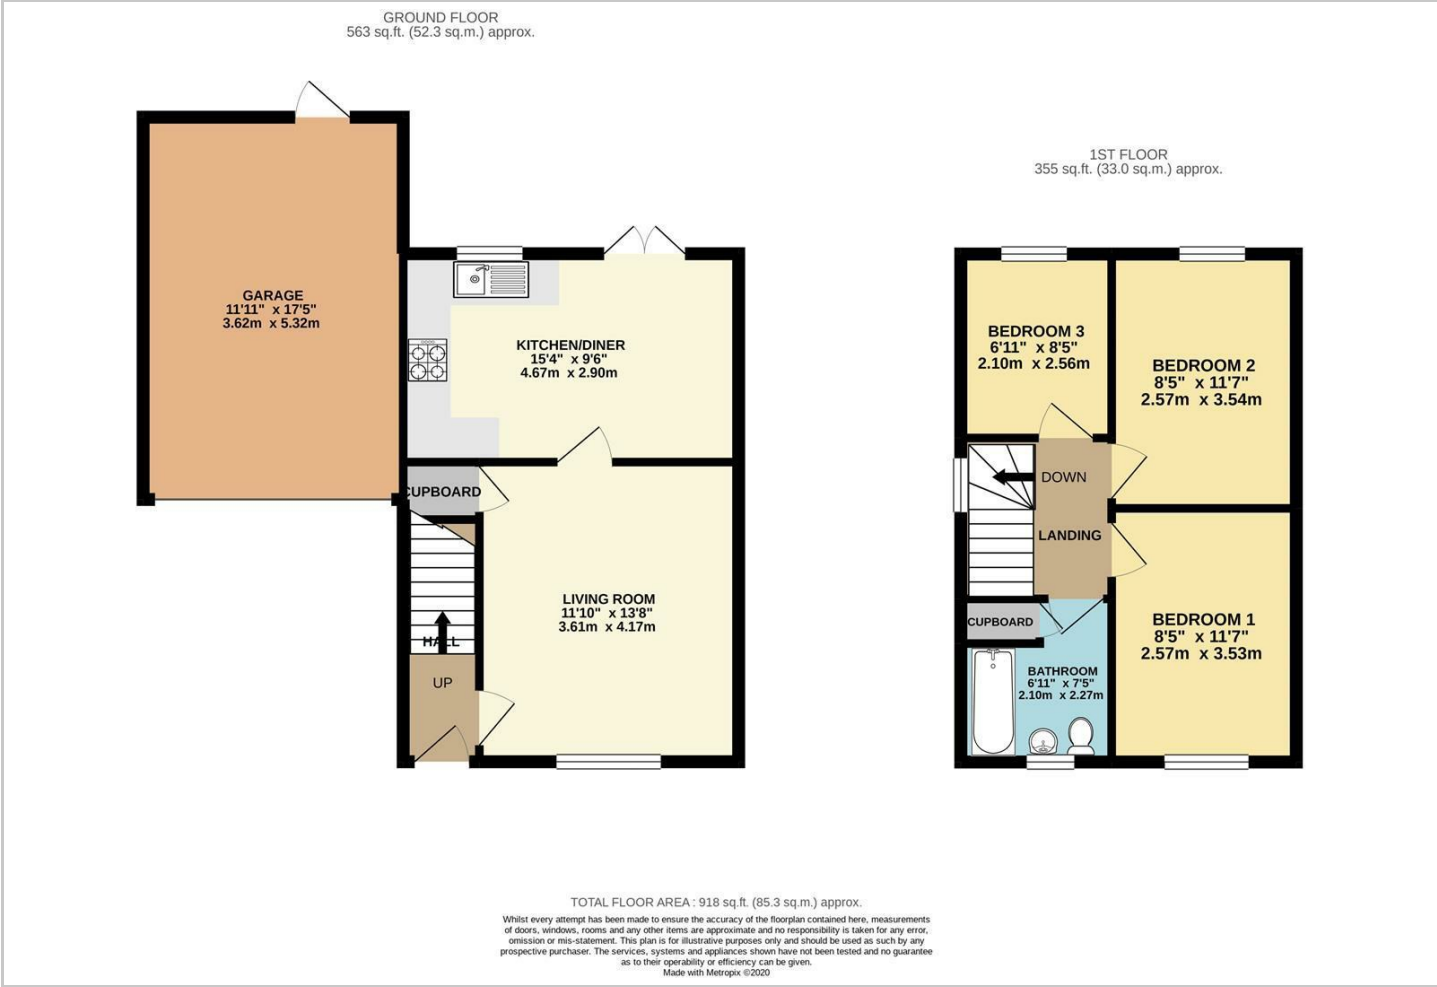 GROUND FLOOR
563 sq.ft. (52.3 sq.m.) approx.
GARAGE
11'11" x 17'5"
3.62m x 5.32m
KITCHEN/DINER
15'4" x 9'6"
4.67m x 2.90m
CUPBOARD
LIVING ROOM
11'10" x 13'8"
3.61m x 4.17m
HALL
UP
1ST FLOOR
355 sq.ft. (33.0 sq.m.) approx.
BEDROOM 3
6'11" x 8'5"
2.10m x 2.56m
BEDROOM 2
8'5" x 11'7"
2.57m x 3.54m
DOWN
LANDING
CUPBOARD
BEDROOM 1
8'5" x 11'7"
2.57m x 3.53m
BATHROOM
6'11" x 7'5"
2.10m x 2.27m
TOTAL FLOOR AREA : 918 sq.ft. (85.3 sq.m.) approx.
Whilst every attempt has been made to ensure the accuracy of the floorplan contained here, measurements
of doors, windows, rooms and any other items are approximate and no responsibility is taken for any error,
omission or mis-statement. This plan is for illustrative purposes only and should be used as such by any
prospective purchaser. The services, systems and appliances shown have not been tested and no guarantee
as to their operability or efficiency can be given.
Made with Metropix ©2020